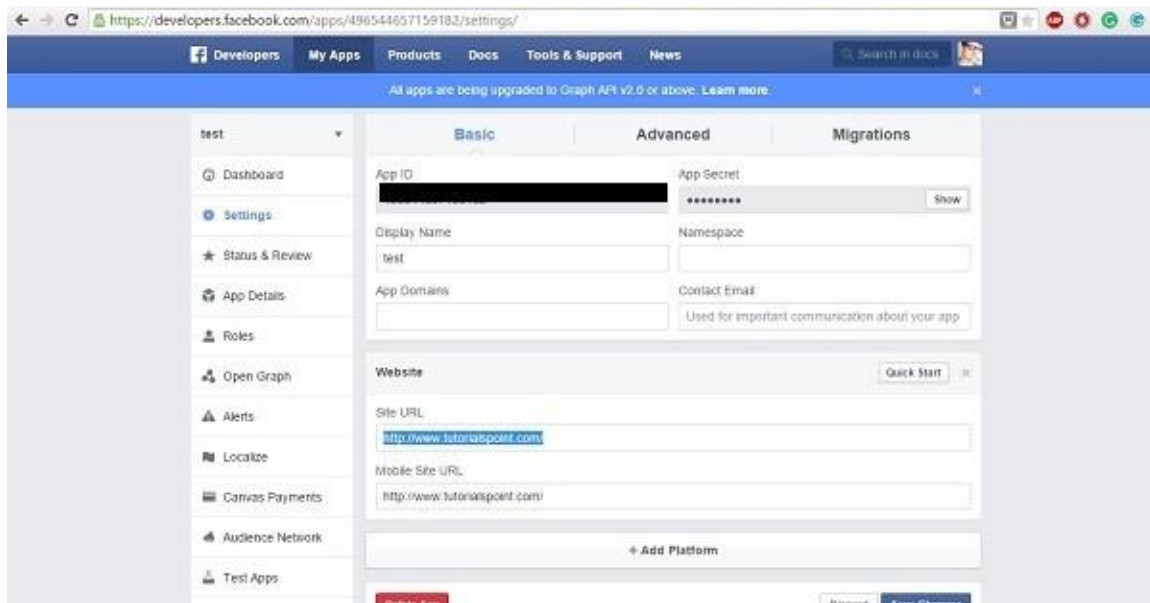 https://developers.facebook.com/apps/496544657159182/settings/
Developers My Apps Products Docs Tools & Support News Search in docs
All apps are being upgraded to Graph API v2.0 or above. Learn more.
test
Basic Advanced Migrations
Dashboard
App ID App Secret
Show
Settings
Display Name Namespace
test
Status & Review
App Details
App Domains Contact Email
Used for important communication about your app
Roles
Open Graph
Website Quick Start
Alerts
Site URL
http://www.tutorialspoint.com/
Localize
Mobile Site URL
http://www.tutorialspoint.com/
Canvas Payments
Audience Network
+ Add Platform
Test Apps